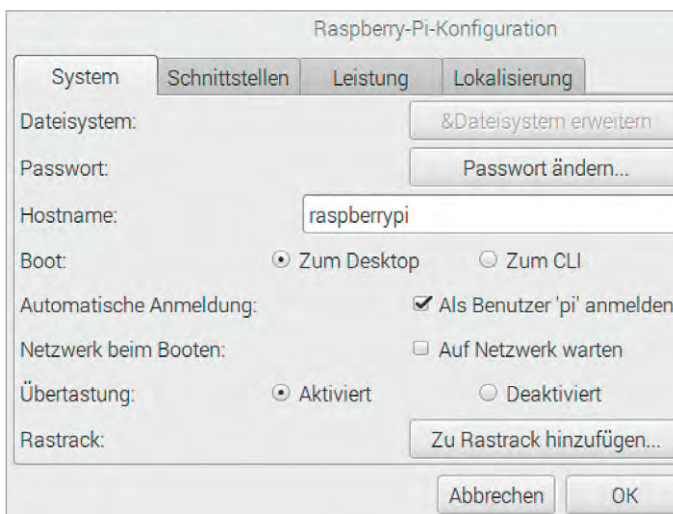 Raspberry-Pi-Konfiguration
System Schnittstellen Leistung Lokalisierung
Dateisystem: &Dateisystem erweitern
Passwort: Passwort ändern...
Hostname: raspberrypi
Boot: Zum Desktop Zum CLI
Automatische Anmeldung: Als Benutzer 'pi' anmelden
Netzwerk beim Booten: Auf Netzwerk warten
Übertastung: Aktiviert Deaktiviert
Rastrack: Zu Rastrack hinzufügen...
Abbrechen OK